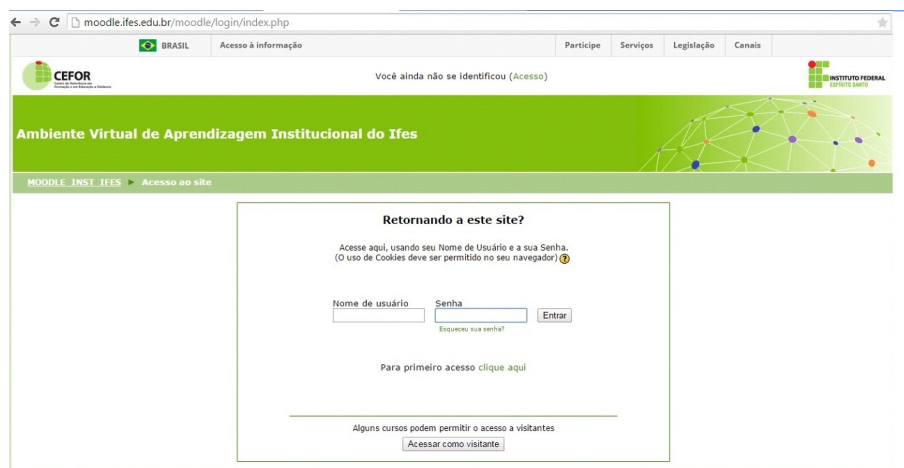 moodle.ifes.edu.br/moodle/login/index.php
BRASIL Acesso à informação Participe Serviços Legislação Canais
CEFOR
Você ainda não se identificou (Acesso)
INSTITUTO FEDERAL
ESPÍRITO SANTO
Ambiente Virtual de Aprendizagem Institucional do Ifes
MOODLE INST IFES ► Acesso ao site
Retornando a este site?
Acesse aqui, usando seu Nome de Usuário e a sua Senha.
(O uso de Cookies deve ser permitido no seu navegador) ?
Nome de usuário Senha
Entrar
Esqueceu sua senha?
Para primeiro acesso clique aqui
Alguns cursos podem permitir o acesso a visitantes
Acessar como visitante